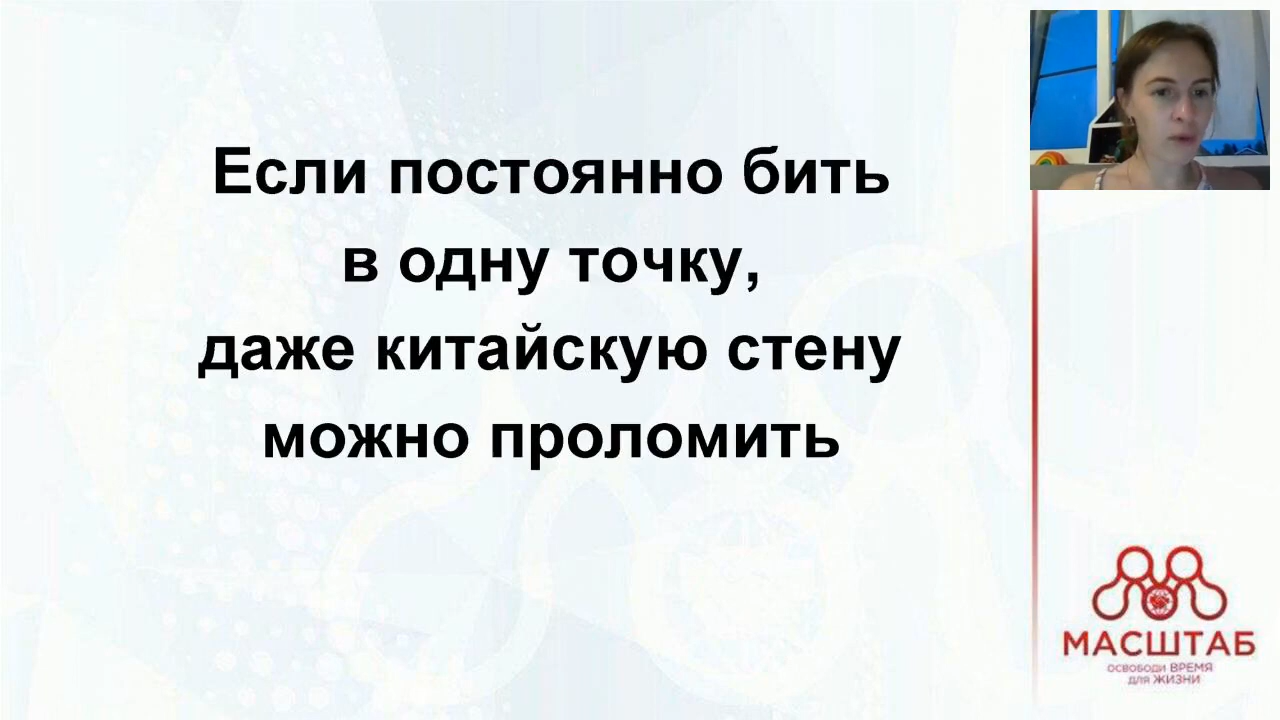 Если постоянно бить
в одну точку,
даже китайскую стену
можно проломить
МАСШТАБ
ОСВОБОДИ ВРЕМЯ
ДЛЯ ЖИЗНИ